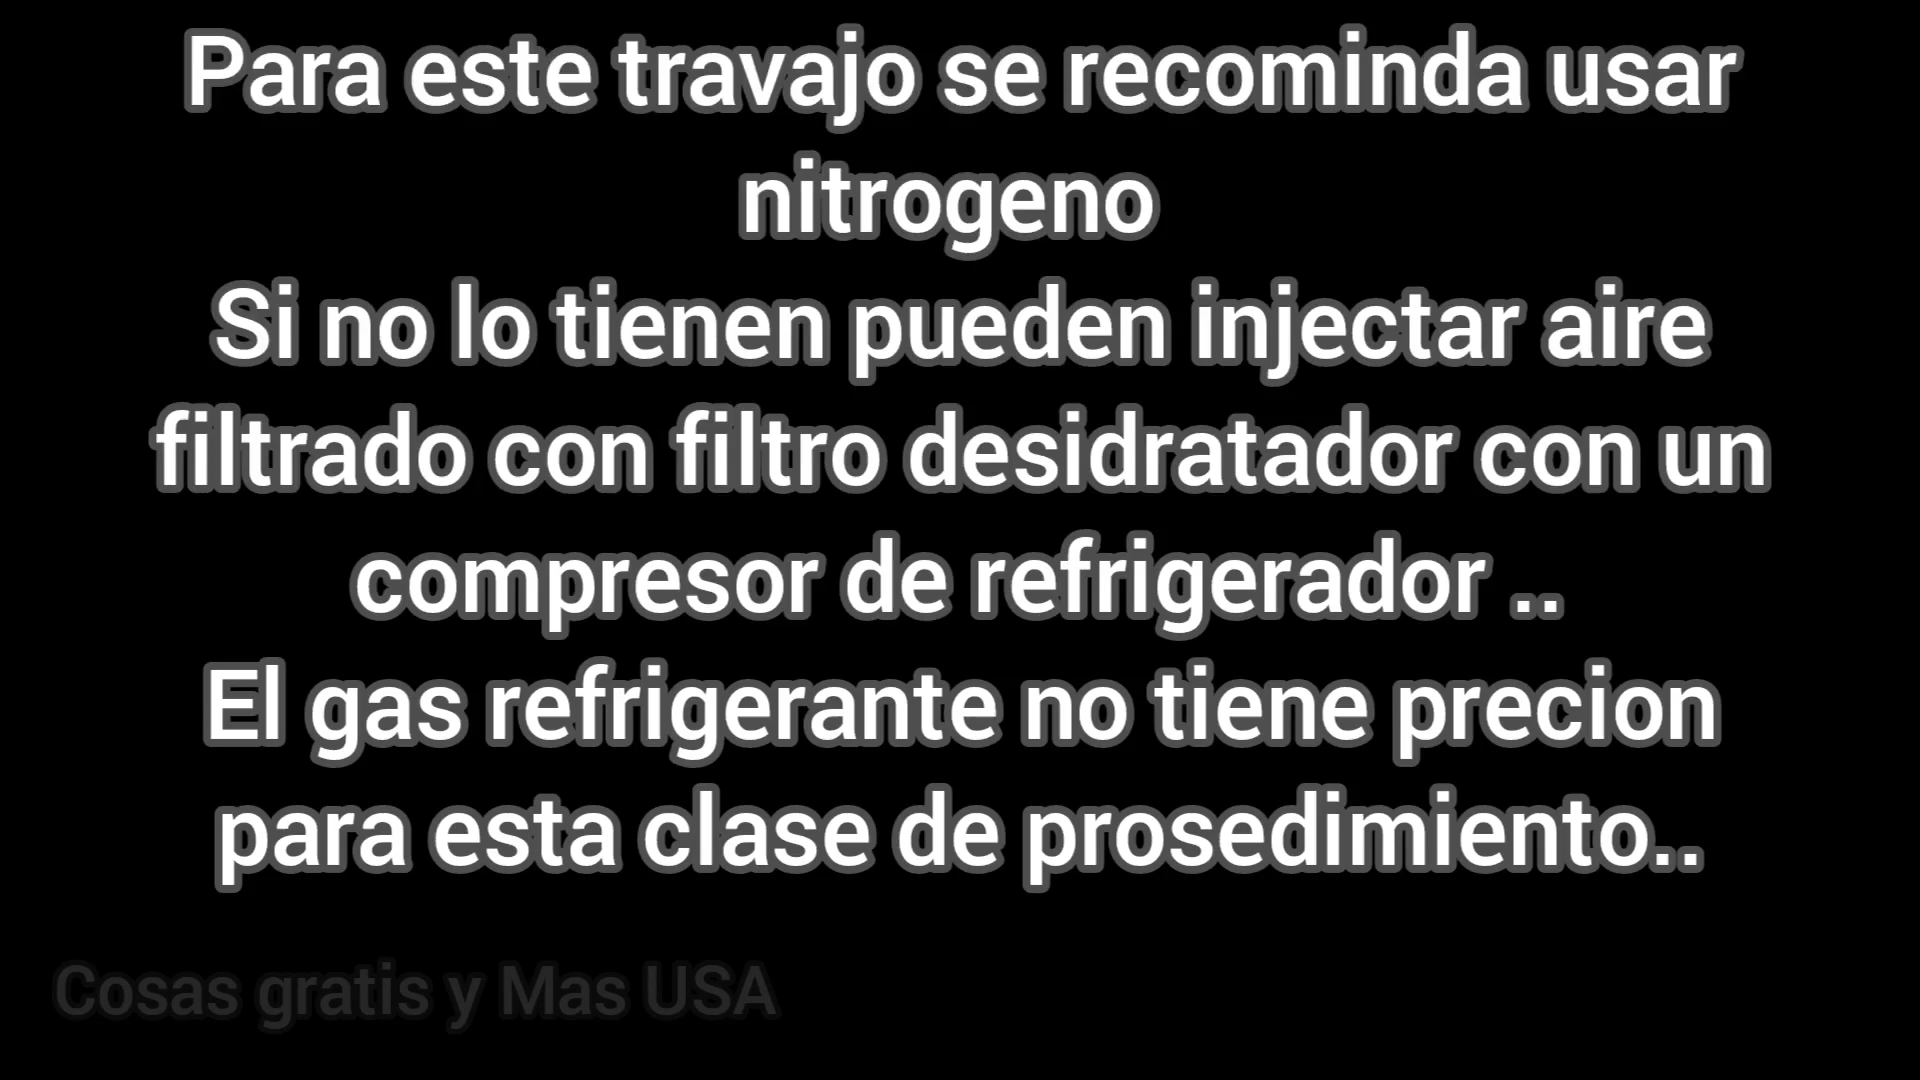 Para este travajo se recominda usar
nitrogeno
Si no lo tienen pueden injectar aire
filtrado con filtro desidratador con un
compresor de refrigerador ..
El gas refrigerante no tiene precion
para esta clase de prosedimiento..
Cosas gratis y Mas USA